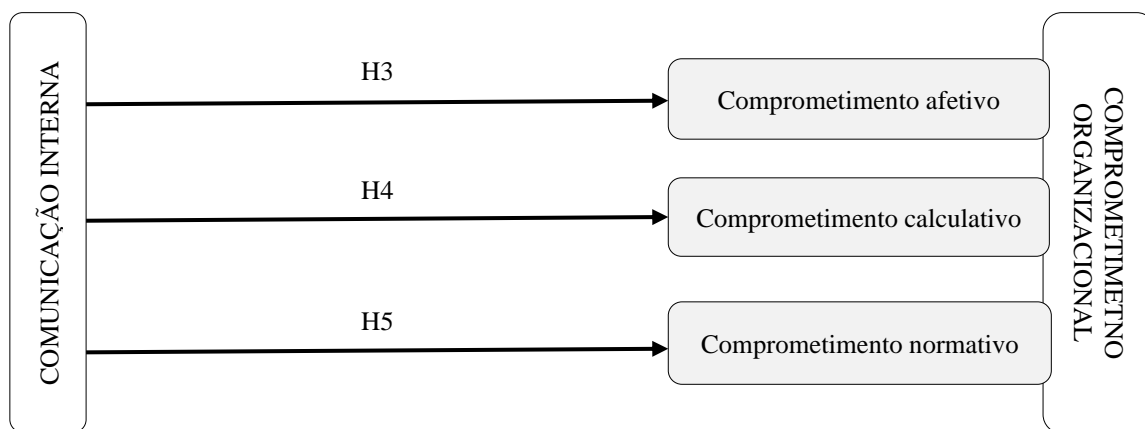 COMUNICAÇÃO INTERNA
H3
Comprometimento afetivo
H4
Comprometimento calculativo
H5
Comprometimento normativo
COMPROMETIMETNO
ORGANIZACIONAL